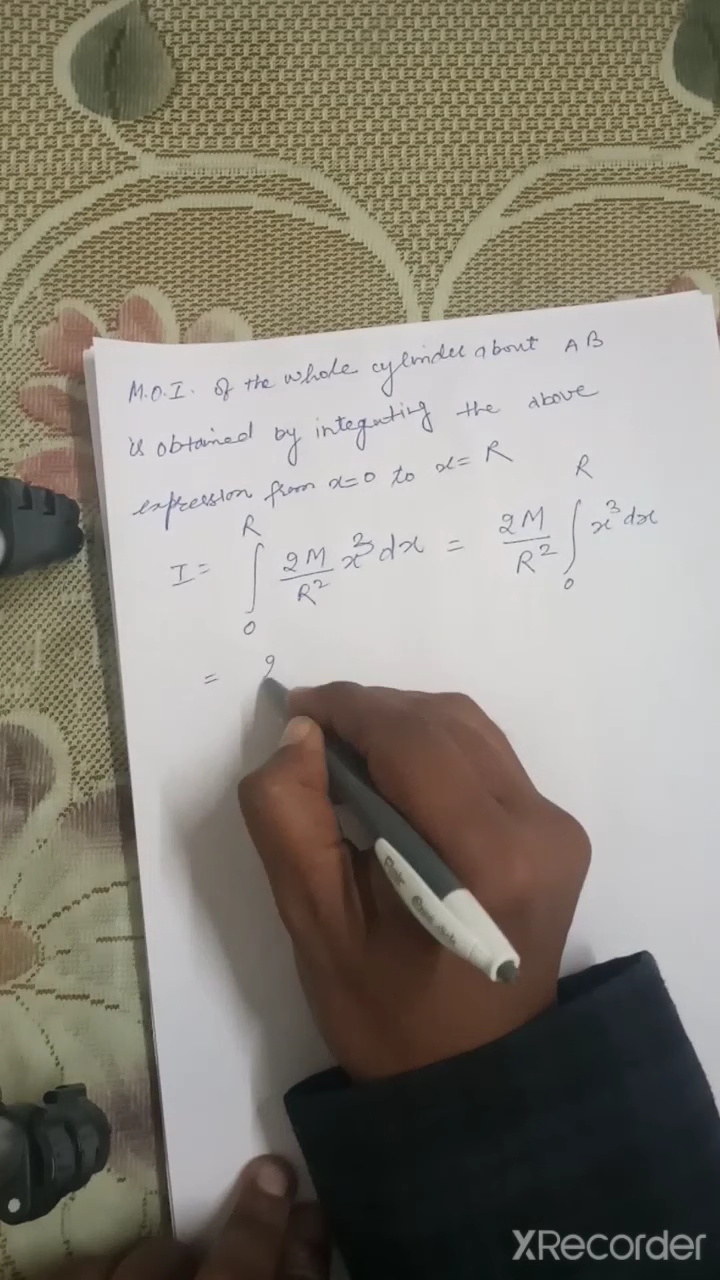 M.O.I. of the whole cylinder about AB
is obtained by integrating the above
expression from x=0 to x= R
I = ∫₀ᴿ 2M/R² x³ dx = 2M/R² ∫₀ᴿ x³ dx
= 2
XRecorder